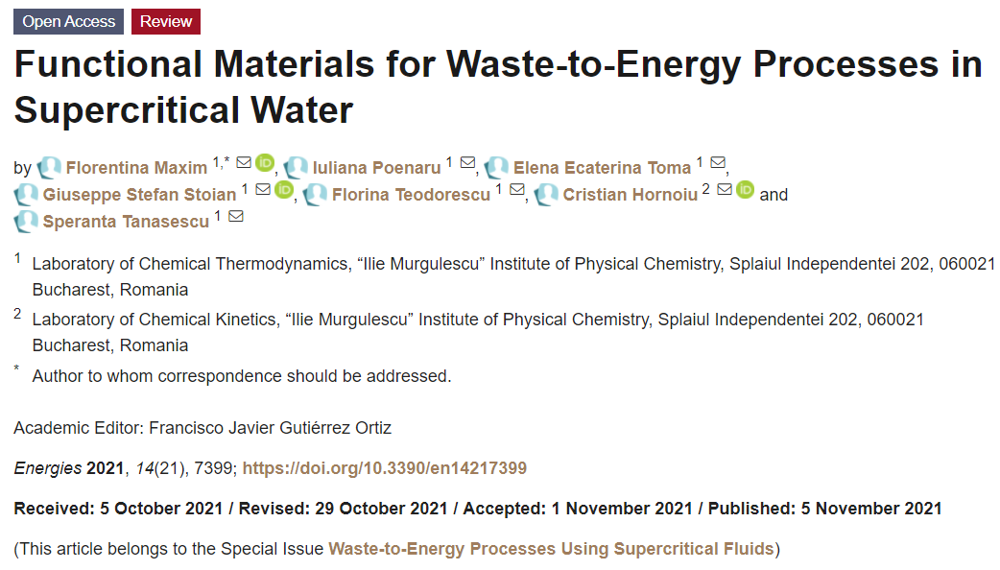 Open Access Review
Functional Materials for Waste-to-Energy Processes in
Supercritical Water
by Florentina Maxim 1,* iD, Iuliana Poenaru 1, Elena Ecaterina Toma 1,
Giuseppe Stefan Stoian 1 iD, Florina Teodorescu 1, Cristian Hornoiu 2 iD and
Speranta Tanasescu 1
1 Laboratory of Chemical Thermodynamics, “Ilie Murgulescu” Institute of Physical Chemistry, Splaiul Independentei 202, 060021
Bucharest, Romania
2 Laboratory of Chemical Kinetics, “Ilie Murgulescu” Institute of Physical Chemistry, Splaiul Independentei 202, 060021
Bucharest, Romania
* Author to whom correspondence should be addressed.
Academic Editor: Francisco Javier Gutiérrez Ortiz
Energies 2021, 14(21), 7399; https://doi.org/10.3390/en14217399
Received: 5 October 2021 / Revised: 29 October 2021 / Accepted: 1 November 2021 / Published: 5 November 2021
(This article belongs to the Special Issue Waste-to-Energy Processes Using Supercritical Fluids)